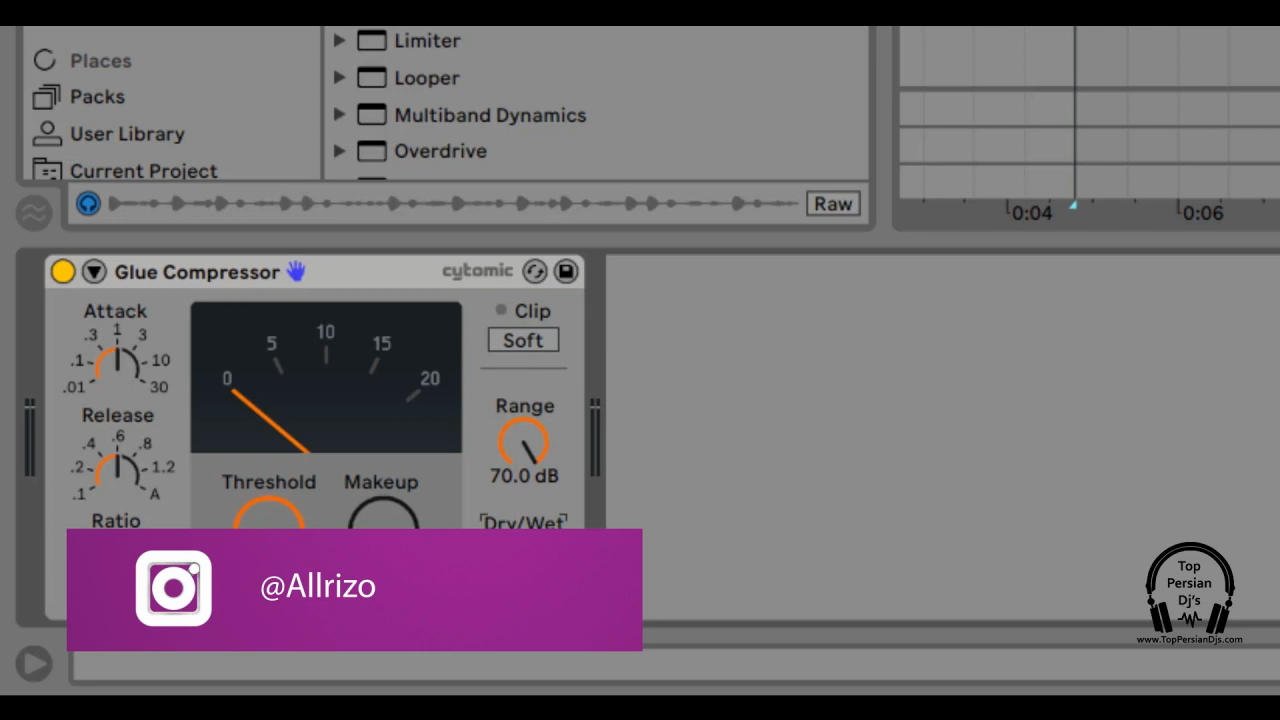 Places
Packs
User Library
Current Project
Limiter
Looper
Multiband Dynamics
Overdrive
Raw
0:04
0:06
Glue Compressor
cytomic
Attack
.01
.1
.3
1
3
10
30
Release
.1
.2
.4
.6
.8
1.2
A
Ratio
0
5
10
15
20
Threshold
Makeup
Clip
Soft
Range
70.0 dB
Dry/Wet
@Allrizo
Top
Persian
Dj's
www.TopPersianDjs.com